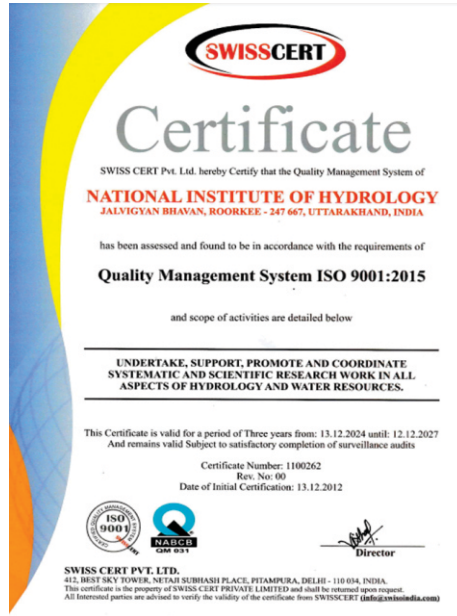 SWISSCERT
Certificate
SWISS CERT Pvt. Ltd. hereby Certify that the Quality Management System of
NATIONAL INSTITUTE OF HYDROLOGY
JALVIGYAN BHAVAN, ROORKEE - 247 667, UTTARAKHAND, INDIA
has been assessed and found to be in accordance with the requirements of
Quality Management System ISO 9001:2015
and scope of activities are detailed below
UNDERTAKE, SUPPORT, PROMOTE AND COORDINATE
SYSTEMATIC AND SCIENTIFIC RESEARCH WORK IN ALL
ASPECTS OF HYDROLOGY AND WATER RESOURCES.
This Certificate is valid for a period of Three years from: 13.12.2024 until: 12.12.2027
And remains valid Subject to satisfactory completion of surveillance audits
Certificate Number: 1100262
Rev. No: 00
Date of Initial Certification: 13.12.2012
ISO
9001
NABCB
QM 031
Director
SWISS CERT PVT. LTD.
412, BEST SKY TOWER, NETAJI SUBHASH PLACE, PITAMPURA, DELHI - 110 034, INDIA.
This certificate is the property of SWISS CERT PRIVATE LIMITED and shall be returned upon request.
All Interested parties are advised to verify the validity of the certificate from SWISSCERT (info@swissindia.com)